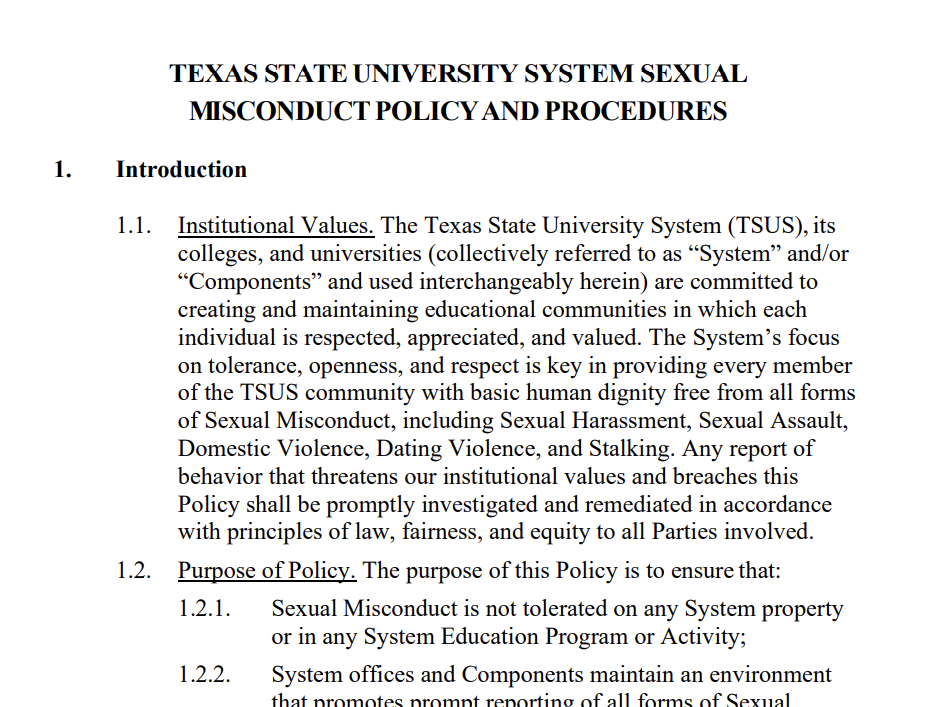 TEXAS STATE UNIVERSITY SYSTEM SEXUAL
MISCONDUCT POLICY AND PROCEDURES
1. Introduction
1.1. Institutional Values. The Texas State University System (TSUS), its
colleges, and universities (collectively referred to as “System” and/or
“Components” and used interchangeably herein) are committed to
creating and maintaining educational communities in which each
individual is respected, appreciated, and valued. The System’s focus
on tolerance, openness, and respect is key in providing every member
of the TSUS community with basic human dignity free from all forms
of Sexual Misconduct, including Sexual Harassment, Sexual Assault,
Domestic Violence, Dating Violence, and Stalking. Any report of
behavior that threatens our institutional values and breaches this
Policy shall be promptly investigated and remediated in accordance
with principles of law, fairness, and equity to all Parties involved.
1.2. Purpose of Policy. The purpose of this Policy is to ensure that:
1.2.1. Sexual Misconduct is not tolerated on any System property
or in any System Education Program or Activity;
1.2.2. System offices and Components maintain an environment
that promotes prompt reporting of all forms of Sexual